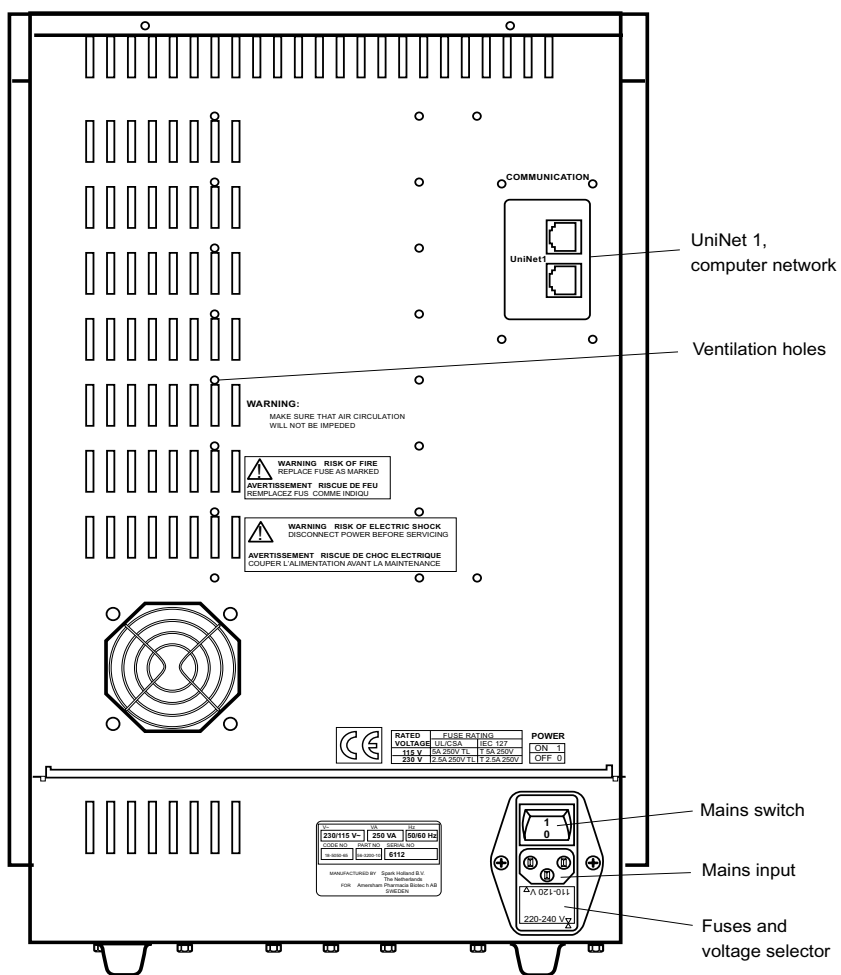 COMMUNICATION
UniNet1
UniNet 1,
computer network
Ventilation holes
WARNING:
MAKE SURE THAT AIR CIRCULATION
WILL NOT BE IMPEDED
WARNING RISK OF FIRE
REPLACE FUSE AS MARKED
AVERTISSEMENT RISCUE DE FEU
REMPLACEZ FUS COMME INDIQU
WARNING RISK OF ELECTRIC SHOCK
DISCONNECT POWER BEFORE SERVICING
AVERTISSEMENT RISCUE DE CHOC ELECTRIQUE
COUPER L'ALIMENTATION AVANT LA MAINTENANCE
CE
RATED FUSE RATING
VOLTAGE UL/CSA IEC 127
115 V 5A 250V TL T 5A 250V
230 V 2.5A 250V TL T 2.5A 250V
POWER
ON 1
OFF 0
V~ VA Hz
230/115 V~ 250 VA 50/60 Hz
CODE NO PART NO SERIAL NO
6112
MANUFACTURED BY Spark Holland B.V.
The Netherlands
FOR Amersham Pharmacia Biotec h AB
SWEDEN
1
0
110-120 V
220-240 V
Mains switch
Mains input
Fuses and
voltage selector